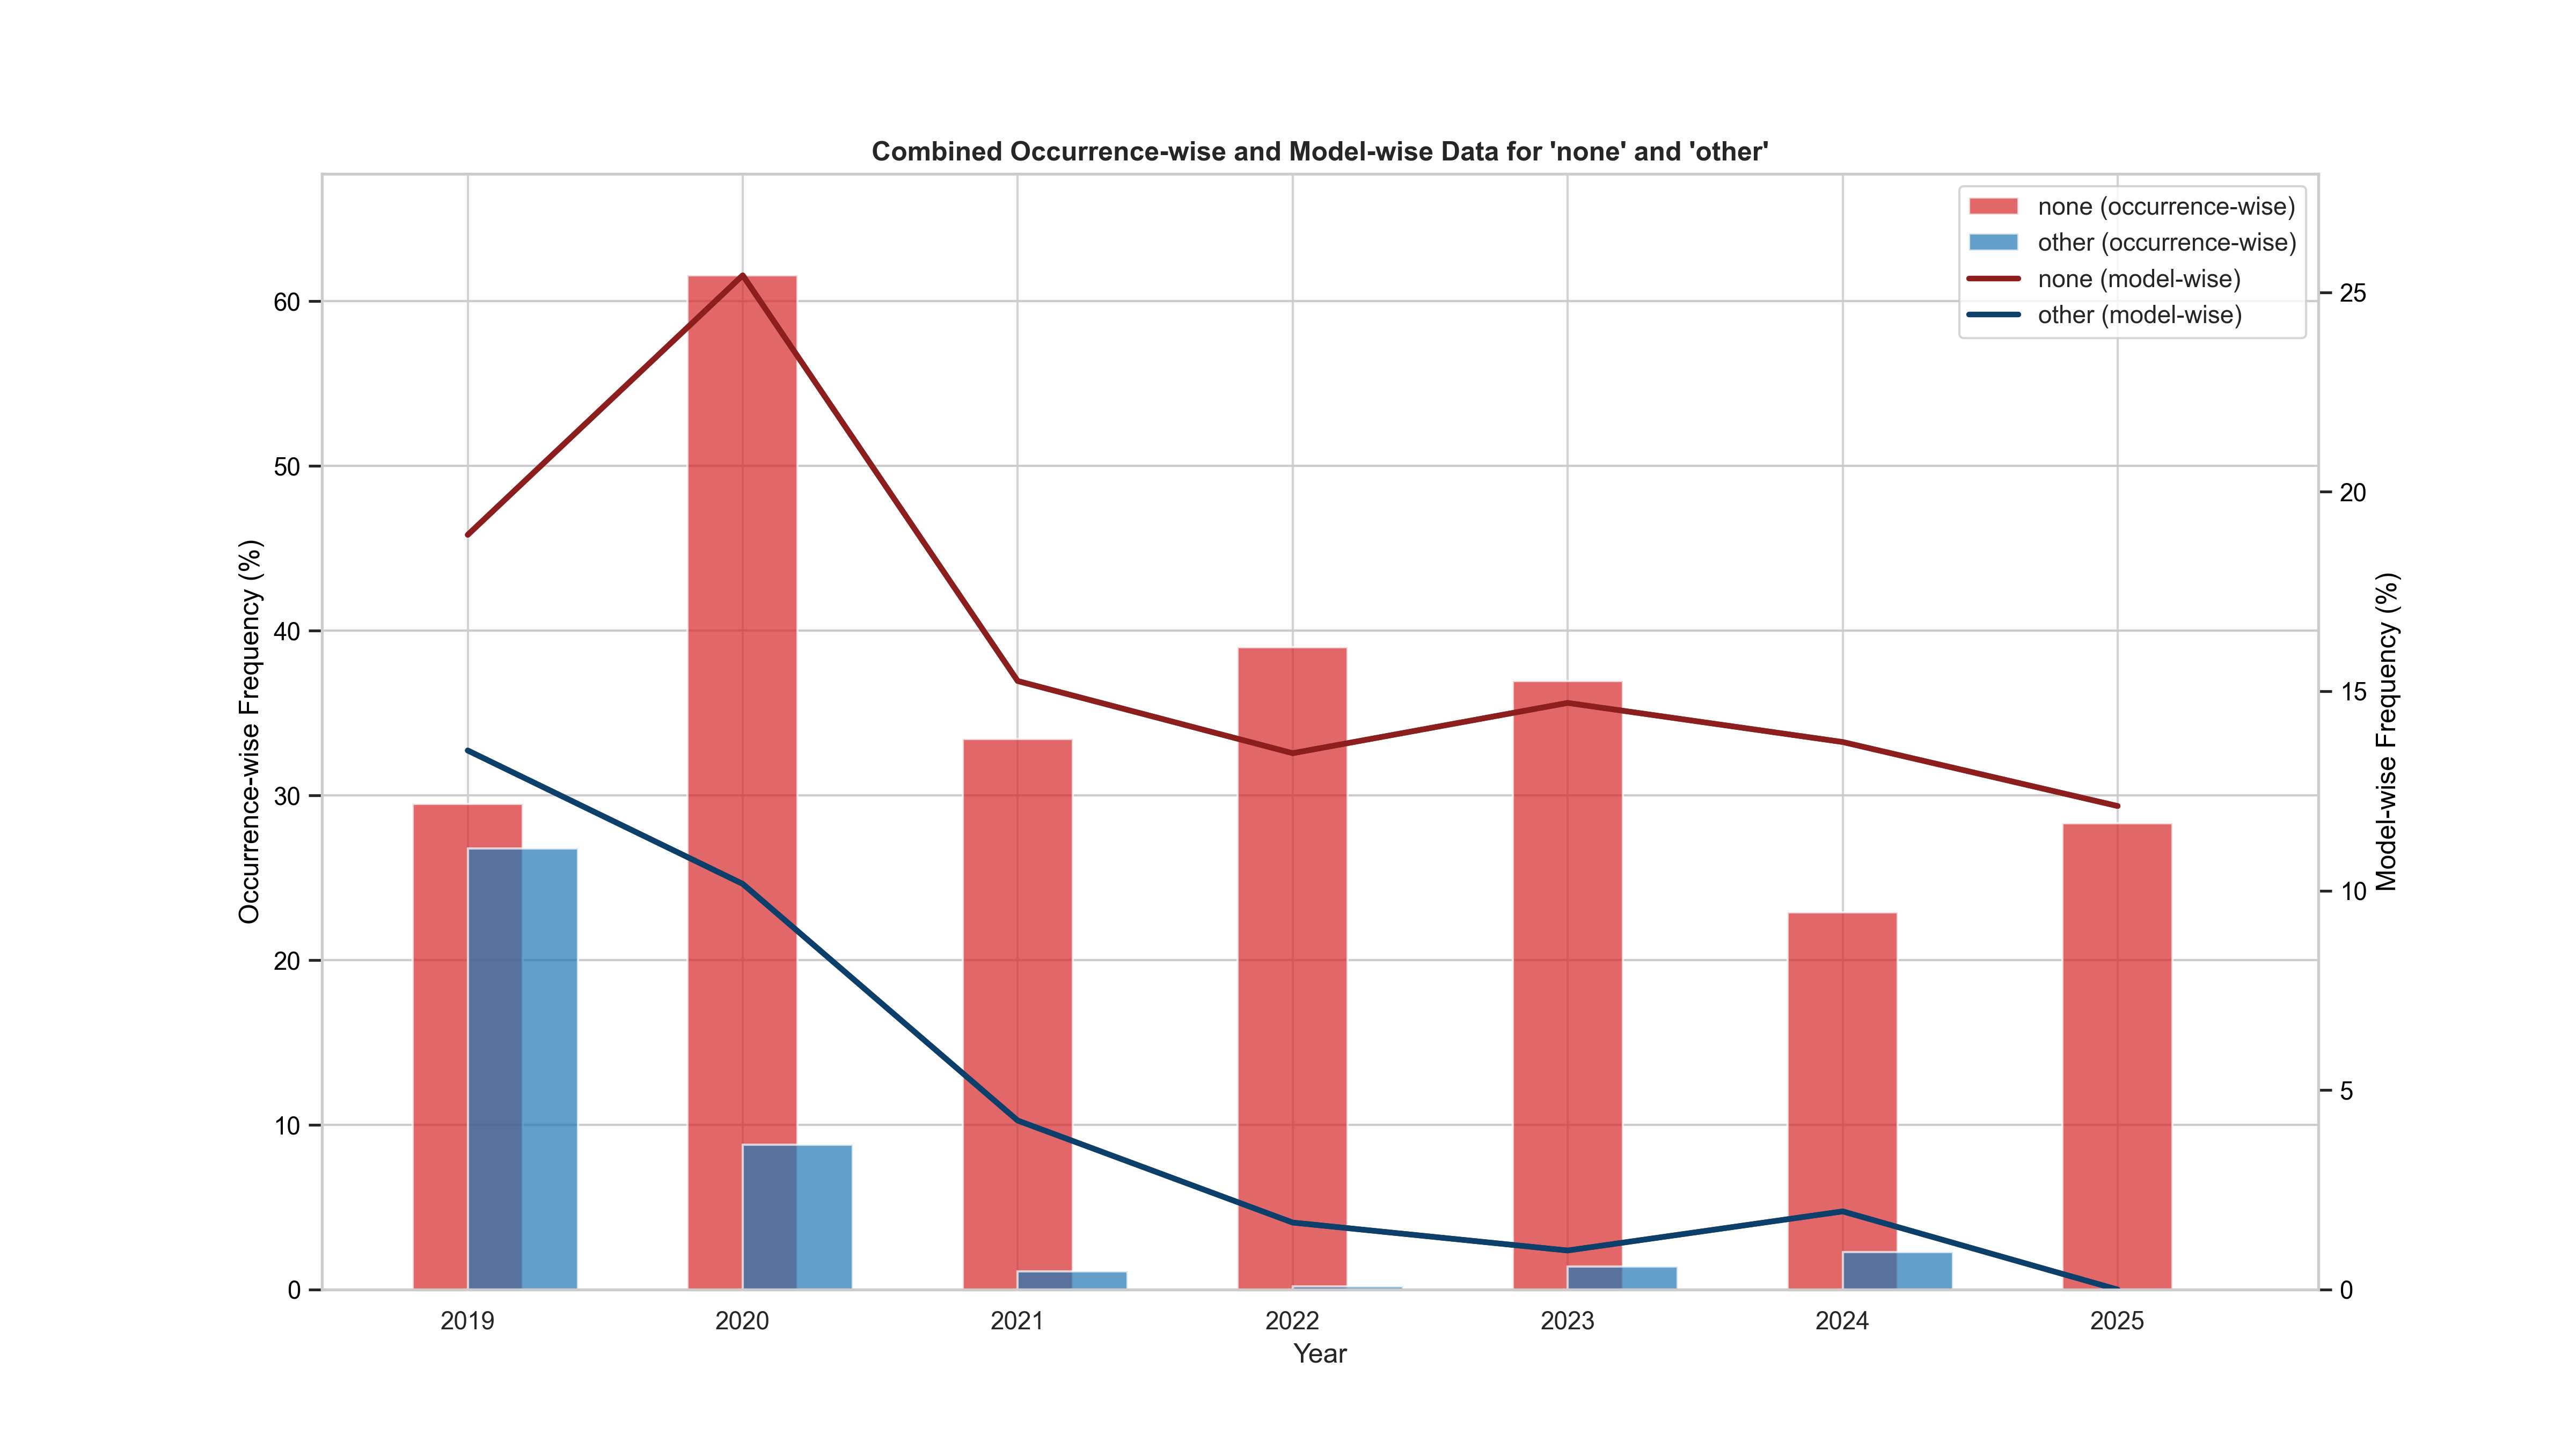 Combined Occurrence-wise and Model-wise Data for 'none' and 'other'
none (occurrence-wise)
other (occurrence-wise)
none (model-wise)
other (model-wise)
Occurrence-wise Frequency (%)
60
50
40
30
20
10
0
25
20
15
10
5
0
Model-wise Frequency (%)
2019 2020 2021 2022 2023 2024 2025
Year